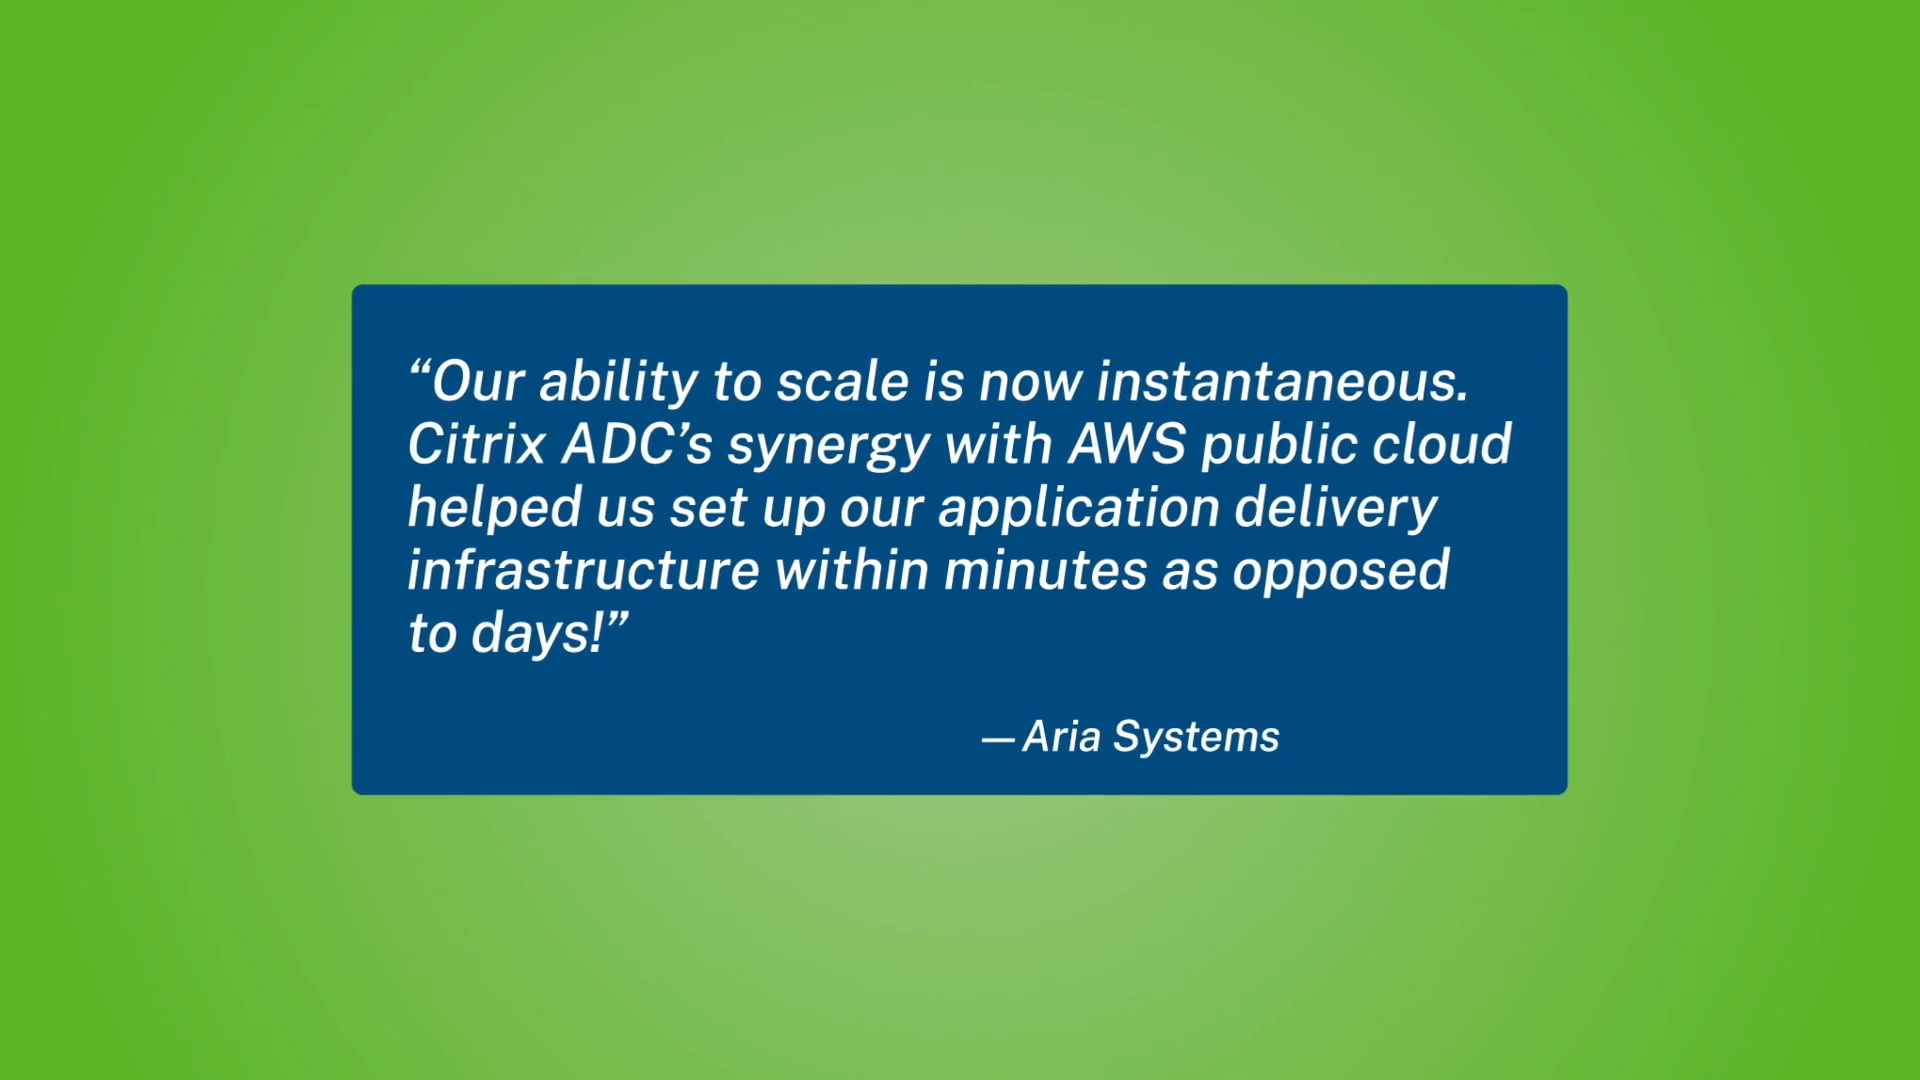 “Our ability to scale is now instantaneous.
Citrix ADC’s synergy with AWS public cloud
helped us set up our application delivery
infrastructure within minutes as opposed
to days!”
— Aria Systems